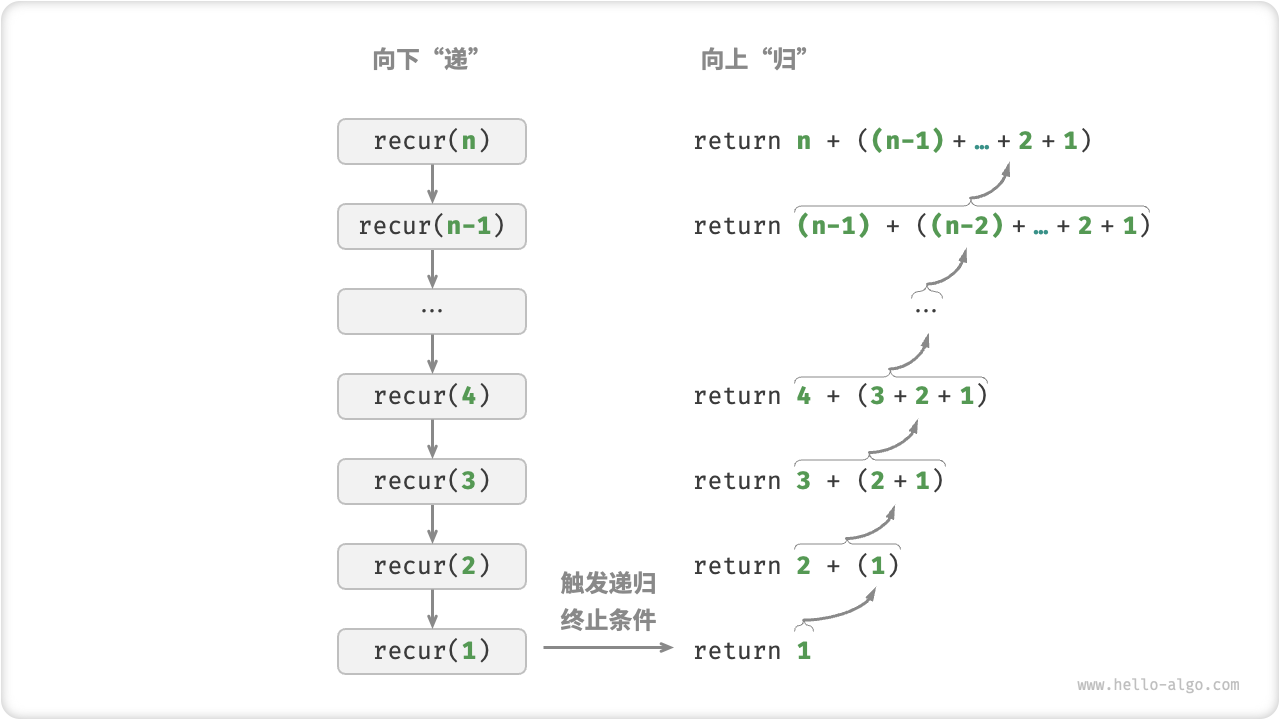 向下“递”
向上“归”
recur(n)
return n + ((n-1) + … + 2 + 1)
recur(n-1)
return (n-1) + ((n-2) + … + 2 + 1)
…
…
recur(4)
return 4 + (3 + 2 + 1)
recur(3)
return 3 + (2 + 1)
recur(2)
return 2 + (1)
触发递归
终止条件
recur(1)
return 1
www.hello-algo.com